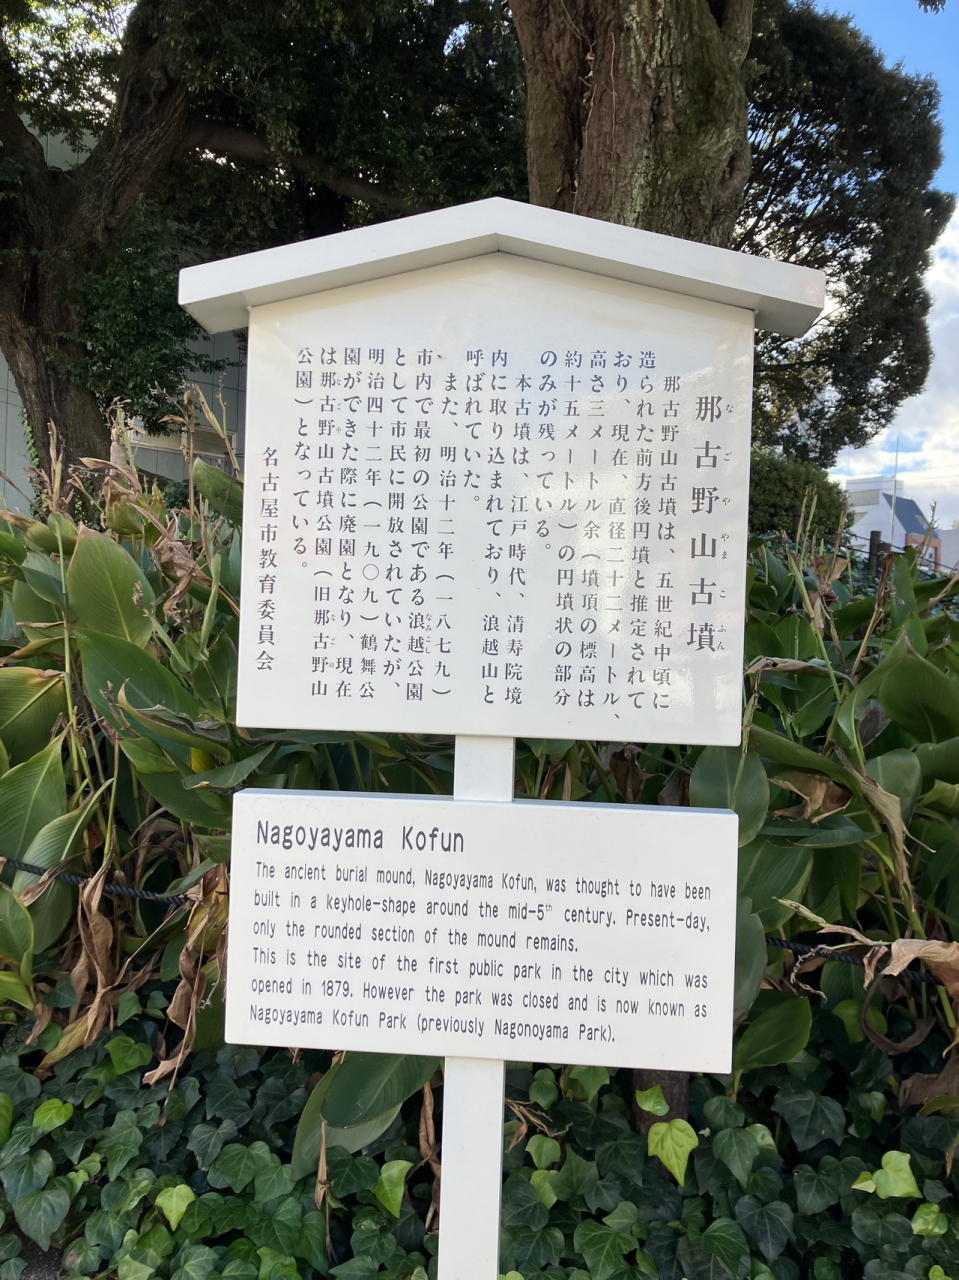 那古野山古墳
なごやまこふん
那古野山古墳は、五世紀中頃に
造られた前方後円墳と推定されて
おり、現在、直径二十二メートル、
高さ三メートル余（墳頂の標高は
約十五メートル）の円墳状の部分
のみが残っている。
本古墳は、江戸時代、清寿院境
内に取り込まれており、浪越山と
呼ばれていた。
また、明治十二年（一八七九）
市内で最初の公園である浪越公園
として市民に開放されていたが、
明治四十二年（一九〇九）鶴舞公
園ができた際に廃園となり、現在
は那古野山古墳公園（旧那古野山
公園）となっている。
名古屋市教育委員会
Nagoyayama Kofun
The ancient burial mound, Nagoyayama Kofun, was thought to have been
built in a keyhole-shape around the mid-5th century. Present-day,
only the rounded section of the mound remains.
This is the site of the first public park in the city which was
opened in 1879. However the park was closed and is now known as
Nagoyayama Kofun Park (previously Nagonoyama Park).